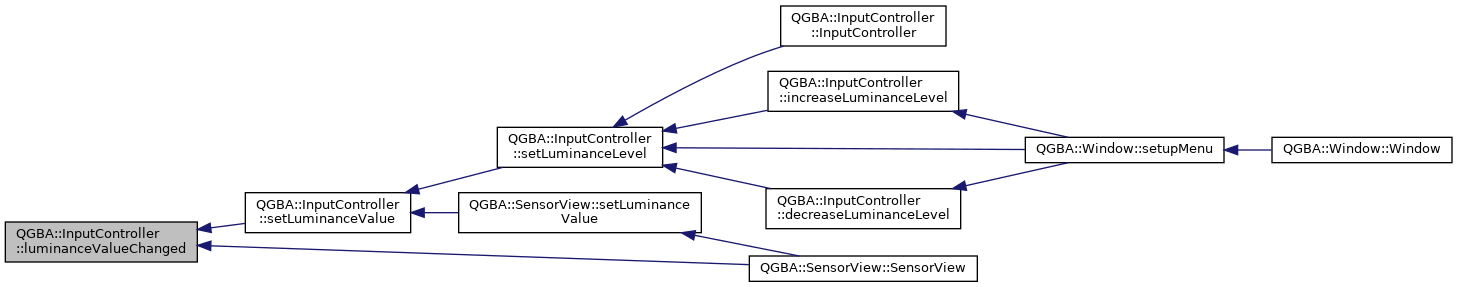 QGBA::InputController
::InputController
QGBA::InputController
::increaseLuminanceLevel
QGBA::InputController
::setLuminanceLevel
QGBA::Window::setupMenu
QGBA::Window::Window
QGBA::InputController
::decreaseLuminanceLevel
QGBA::InputController
::setLuminanceValue
QGBA::SensorView::setLuminance
Value
QGBA::InputController
::luminanceValueChanged
QGBA::SensorView::SensorView